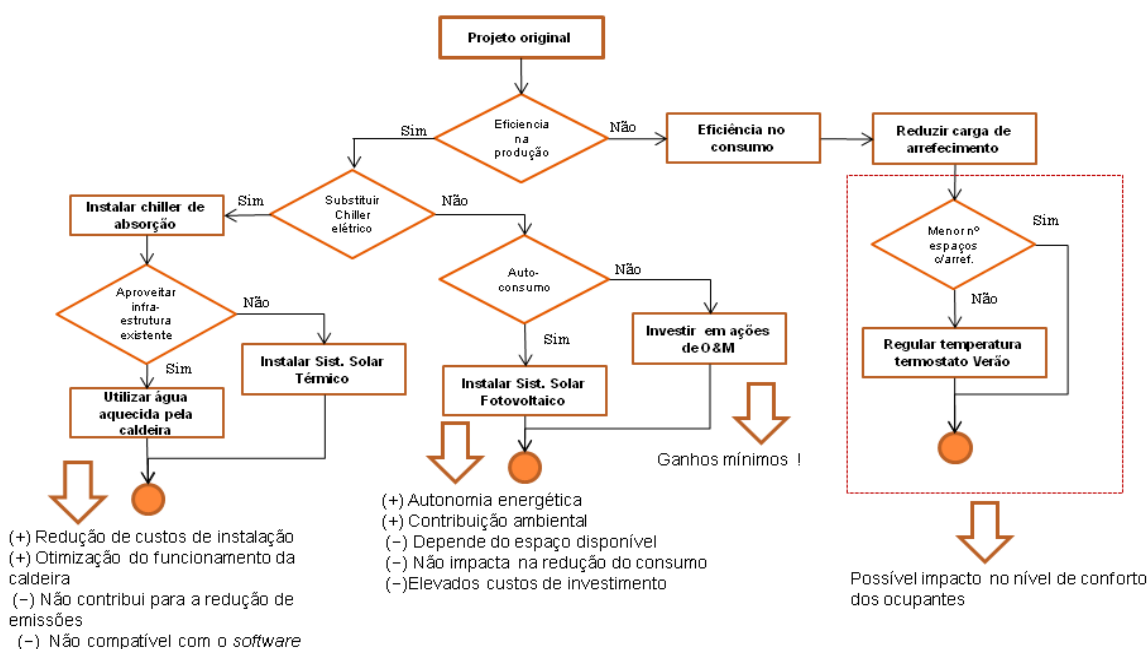 Projeto original
Eficiencia
na
produção
Sim
Não
Eficiência no
consumo
Reduzir carga de
arrefecimento
Instalar chiller de
absorção
Sim
Substituir
Chiller
elétrico
Não
Menor nº
espaços
c/arref.
Sim
Não
Aproveitar
infra-
estrutura
existente
Não
Sim
Auto-
consumo
Não
Sim
Investir em ações
de O&M
Regular temperatura
termostato Verão
Instalar Sist. Solar
Térmico
Instalar Sist. Solar
Fotovoltaico
Utilizar água
aquecida pela
caldeira
Ganhos mínimos !
(+) Redução de custos de instalação
(+) Otimização do funcionamento da
caldeira
(−) Não contribui para a redução de
emissões
(−) Não compatível com o software
(+) Autonomia energética
(+) Contribuição ambiental
(−) Depende do espaço disponível
(−) Não impacta na redução do consumo
(−)Elevados custos de investimento
Possível impacto no nível de conforto
dos ocupantes